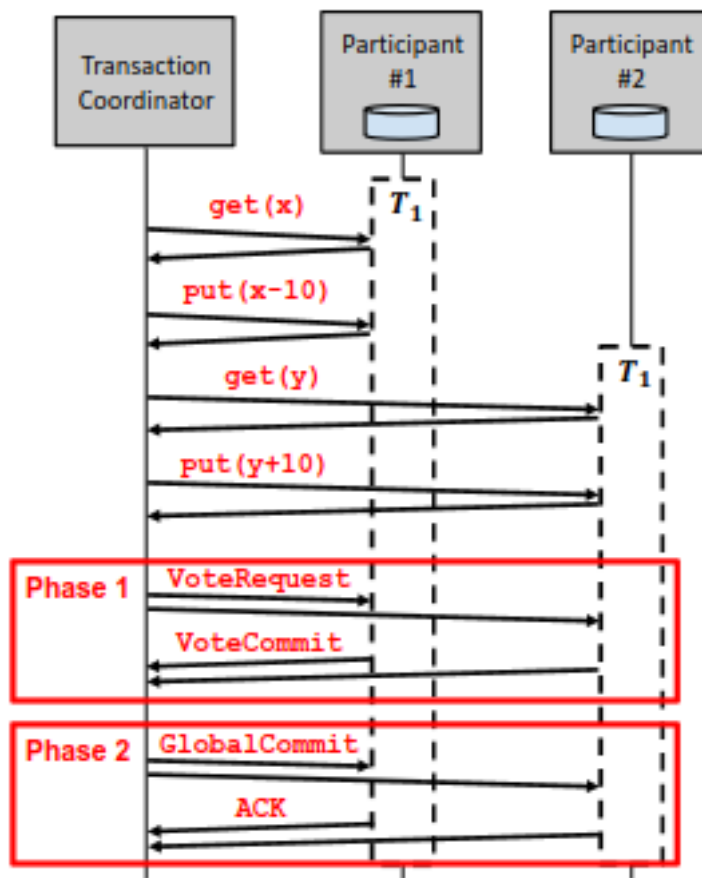 Transaction
Coordinator
Participant
#1
Participant
#2
T1
get(x)
put(x-10)
get(y)
T1
put(y+10)
Phase 1
VoteRequest
VoteCommit
Phase 2
GlobalCommit
ACK